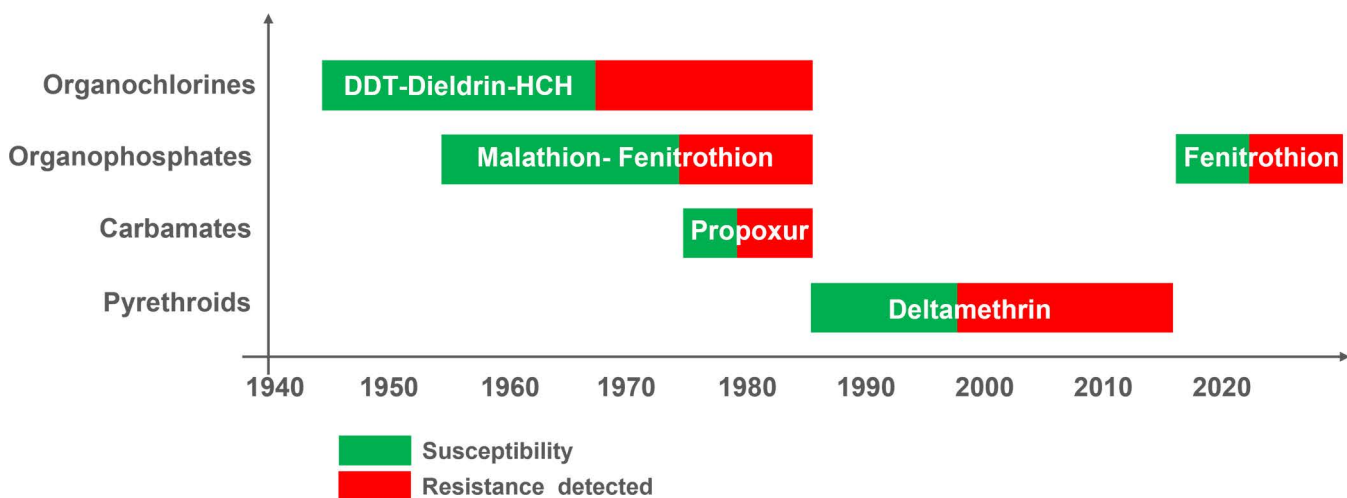 Organochlorines
DDT-Dieldrin-HCH
Organophosphates
Malathion- Fenitrothion
Fenitrothion
Carbamates
Propoxur
Pyrethroids
Deltamethrin
1940 1950 1960 1970 1980 1990 2000 2010 2020
Susceptibility
Resistance detected